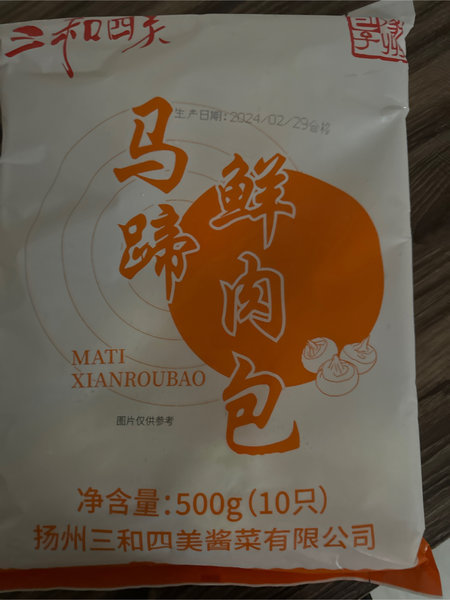 三和四美
生产日期:2024/02/29合格
马蹄
鲜肉包
MATI
XIANROUBAO
图片仅供参考
净含量:500g(10只)
扬州三和四美酱菜有限公司